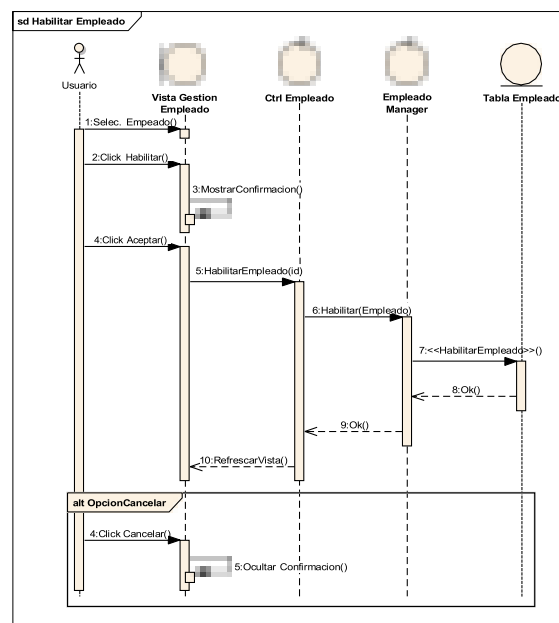 sd Habilitar Empleado
Usuario
Vista Gestion
Empleado
Ctrl Empleado
Empleado
Manager
Tabla Empleado
1:Selec. Empeado()
2:Click Habilitar()
3:MostrarConfirmacion()
4:Click Aceptar()
5:HabilitarEmpleado(id)
6:Habilitar(Empleado)
7:<<HabilitarEmpleado>>()
8:Ok()
9:Ok()
10:RefrescarVista()
alt OpcionCancelar
4:Click Cancelar()
5:Ocultar Confirmacion()